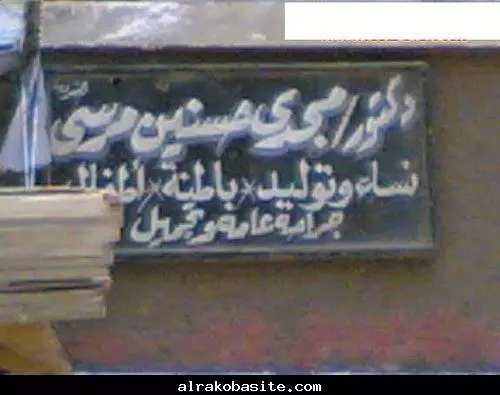 دكتور/ مجدى حسنين مرسى
نساء وتوليد × باطنة × أطفال
جراحة عامة وتجميل
alrakobasite.com